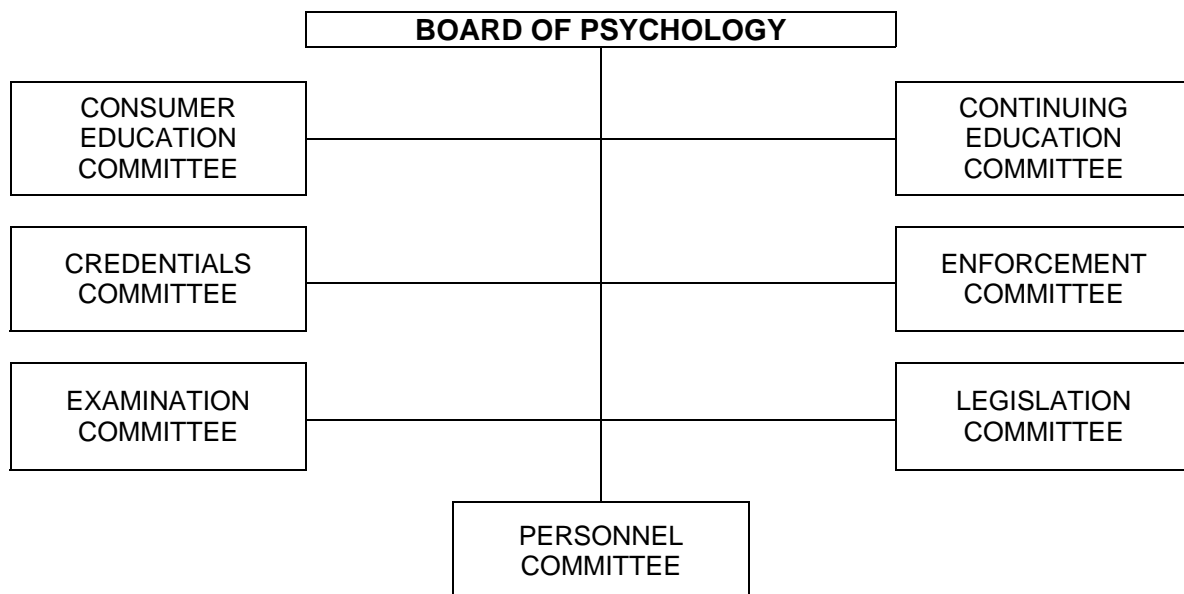 BOARD OF PSYCHOLOGY
CONSUMER
EDUCATION
COMMITTEE
CONTINUING
EDUCATION
COMMITTEE
CREDENTIALS
COMMITTEE
ENFORCEMENT
COMMITTEE
EXAMINATION
COMMITTEE
LEGISLATION
COMMITTEE
PERSONNEL
COMMITTEE